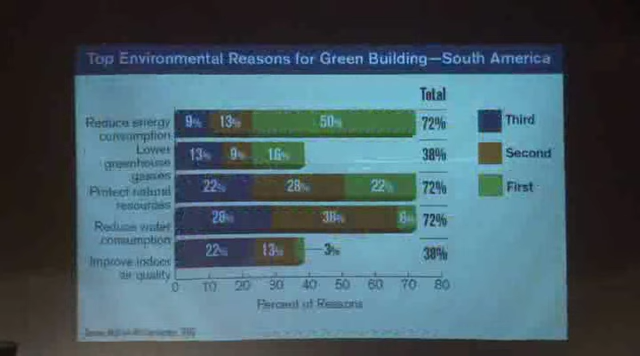 Top Environmental Reasons for Green Building—South America
Total
Reduce energy
consumption
9% 13% 50% 72%
Lower
greenhouse
gasses
13% 9% 16% 38%
Protect natural
resources
22% 28% 22% 72%
Reduce water
consumption
28% 38% 6% 72%
Improve indoor
air quality
22% 13% 3% 38%
0 10 20 30 40 50 60 70 80
Percent of Reasons
Third
Second
First